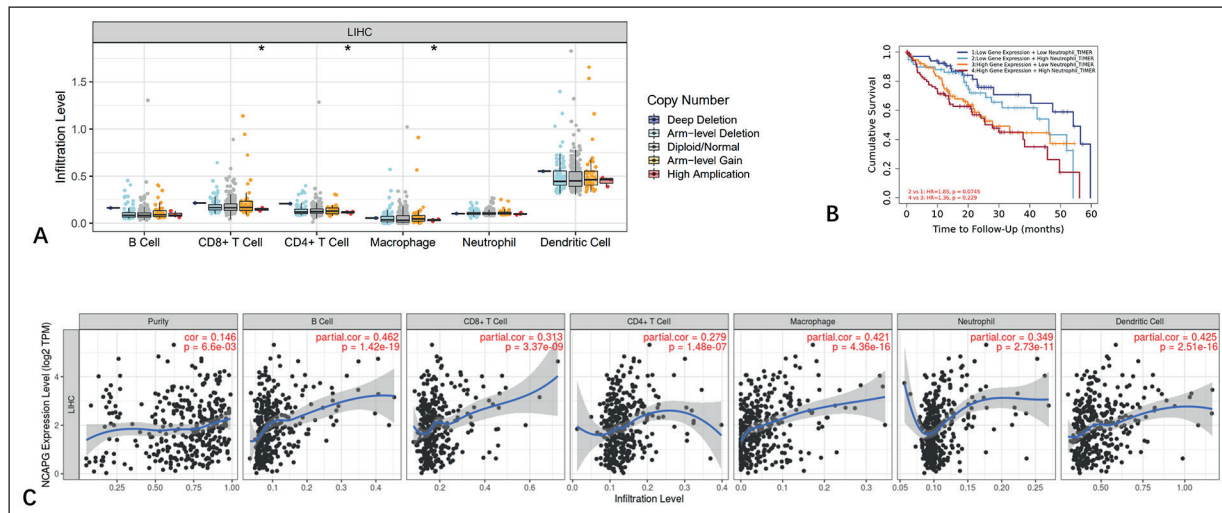 LIHC
*
*
*
1.5
1.0
0.5
0.0
Infiltration Level
B Cell
CD8+ T Cell
CD4+ T Cell
Macrophage
Neutrophil
Dendritic Cell
Copy Number
Deep Deletion
Arm-level Deletion
Diploid/Normal
Arm-level Gain
High Amplication
A
1:Low Gene Expression + Low Neutrophil_TIMER
2:Low Gene Expression + High Neutrophil_TIMER
3:High Gene Expression + Low Neutrophil_TIMER
4:High Gene Expression + High Neutrophil_TIMER
1.0
0.8
0.6
0.4
0.2
0.0
Cumulative Survival
2 vs 1: HR=1.85, p = 0.0745
4 vs 3: HR=1.36, p = 0.229
0 10 20 30 40 50 60
Time to Follow-Up (months)
B
Purity
B Cell
CD8+ T Cell
CD4+ T Cell
Macrophage
Neutrophil
Dendritic Cell
cor = 0.146
p = 6.6e-03
partial.cor = 0.462
p = 1.42e-19
partial.cor = 0.313
p = 3.37e-09
partial.cor = 0.279
p = 1.48e-07
partial.cor = 0.421
p = 4.36e-16
partial.cor = 0.349
p = 2.73e-11
partial.cor = 0.425
p = 2.51e-16
NCAPG Expression Level (log2 TPM)
LIHC
4
2
0
0.25 0.50 0.75 1.00
0.1 0.2 0.3 0.4
0.2 0.4 0.6
0.0 0.1 0.2 0.3 0.4
0.0 0.1 0.2 0.3
0.05 0.10 0.15 0.20 0.25
0.50 0.75 1.00
Infiltration Level
C